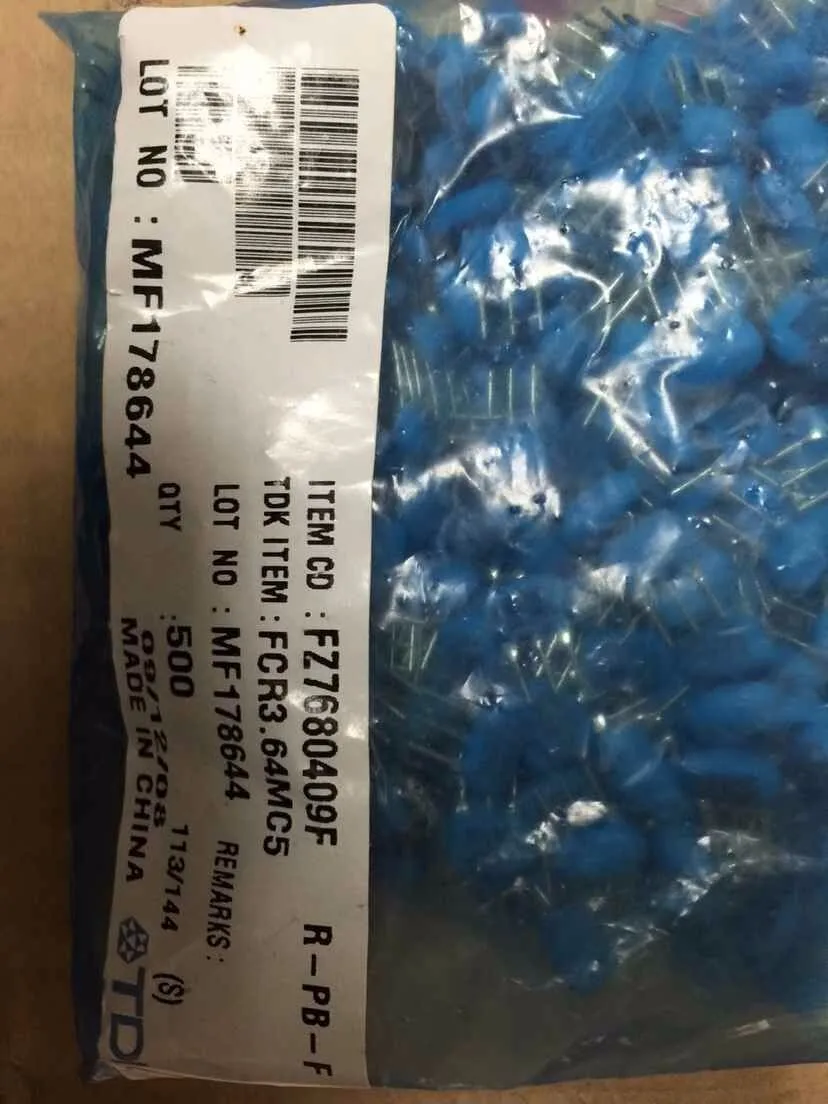 ITEM CD : FZ7680409F R-PB-F
TDK ITEM : FCR3.64MC5
LOT NO : MF178644 REMARKS :
QTY :500 113/144 (S)
LOT NO : MF178644
09/12/08
MADE IN CHINA TD